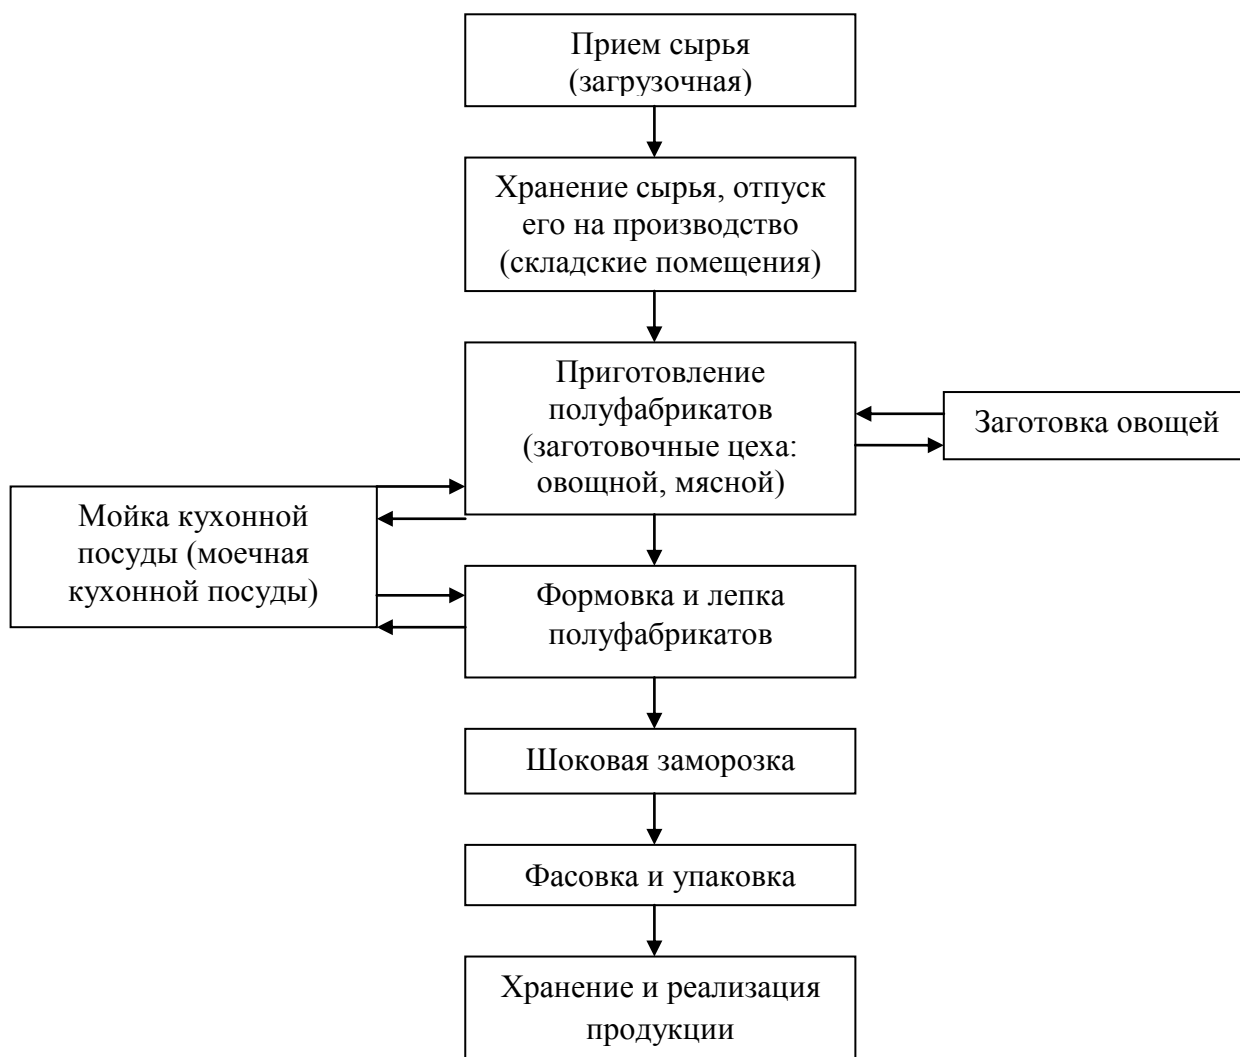 Прием сырья
(загрузочная)
Хранение сырья, отпуск
его на производство
(складские помещения)
Приготовление
полуфабрикатов
(заготовочные цеха:
овощной, мясной)
Заготовка овощей
Мойка кухонной
посуды (моечная
кухонной посуды)
Формовка и лепка
полуфабрикатов
Шоковая заморозка
Фасовка и упаковка
Хранение и реализация
продукции